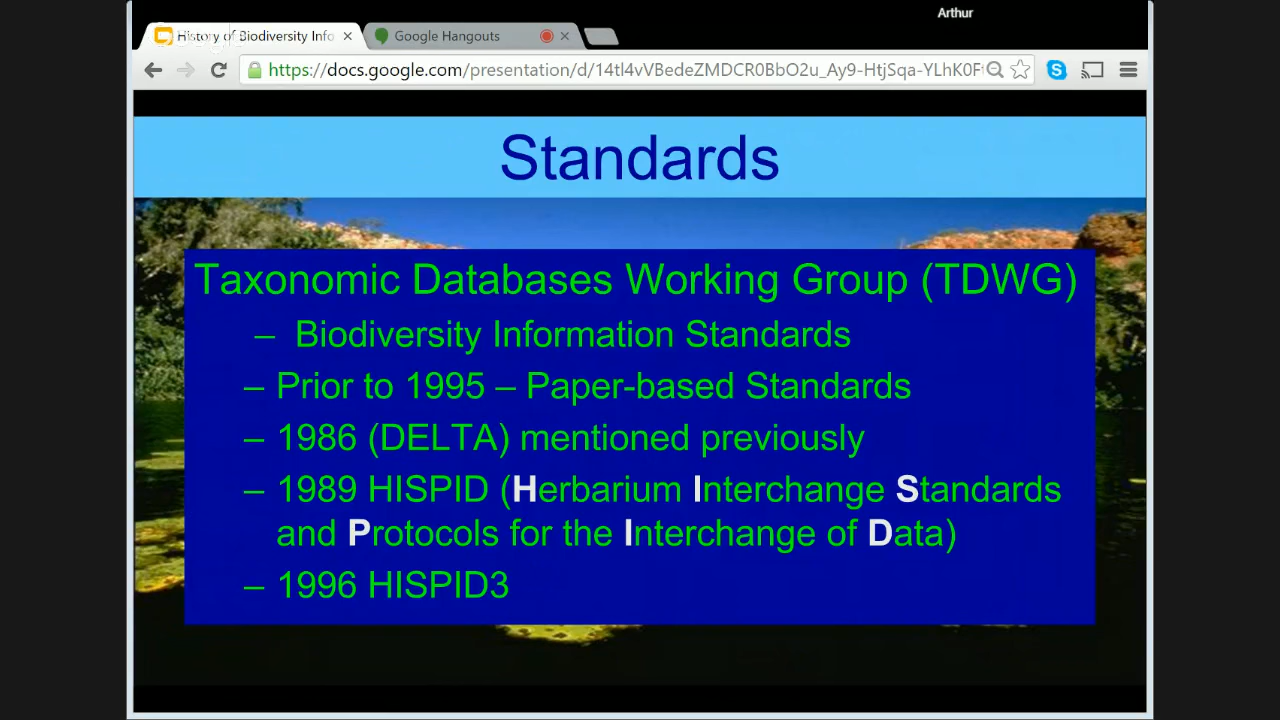 Arthur
History of Biodiversity Info
Google Hangouts
https://docs.google.com/presentation/d/14tl4vVBedeZMDCR0BbO2u_Ay9-HtjSqa-YLhK0F
Standards
Taxonomic Databases Working Group (TDWG)
– Biodiversity Information Standards
– Prior to 1995 – Paper-based Standards
– 1986 (DELTA) mentioned previously
– 1989 HISPID (Herbarium Interchange Standards
and Protocols for the Interchange of Data)
– 1996 HISPID3